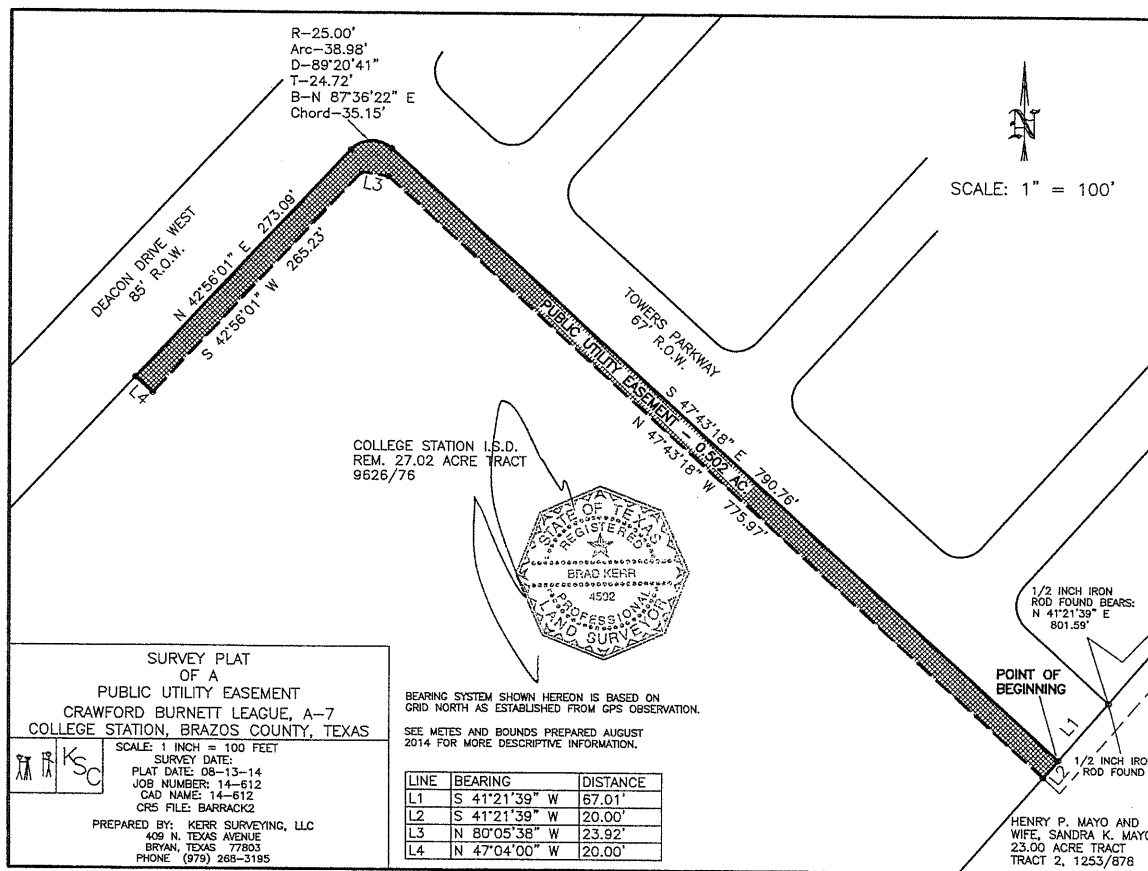 R-25.00'
Arc-38.98'
D-89°20'41"
T-24.72'
B-N 87°36'22" E
Chord-35.15'
N
SCALE: 1" = 100'
L3
DEACON DRIVE WEST
85' R.O.W.
N 42°56'01" E 273.09'
S 42°56'01" W 265.23'
L4
TOWERS PARKWAY
67' R.O.W.
PUBLIC UTILITY EASEMENT - 0.502 AC
S 47°43'18" E 790.76'
N 47°43'18" W 775.97'
COLLEGE STATION I.S.D.
REM. 27.02 ACRE TRACT
9626/76
STATE OF TEXAS
REGISTERED
BRAD KERR
4502
PROFESSIONAL
LAND SURVEYOR
1/2 INCH IRON
ROD FOUND BEARS:
N 41°21'39" E
801.59'
POINT OF
BEGINNING
L1
L2
1/2 INCH IRON
ROD FOUND
HENRY P. MAYO AND
WIFE, SANDRA K. MAYO
23.00 ACRE TRACT
TRACT 2, 1253/878
SURVEY PLAT
OF A
PUBLIC UTILITY EASEMENT
CRAWFORD BURNETT LEAGUE, A-7
COLLEGE STATION, BRAZOS COUNTY, TEXAS
KSC
SCALE: 1 INCH = 100 FEET
SURVEY DATE:
PLAT DATE: 08-13-14
JOB NUMBER: 14-612
CAD NAME: 14-612
CR5 FILE: BARRACK2
PREPARED BY: KERR SURVEYING, LLC
409 N. TEXAS AVENUE
BRYAN, TEXAS 77803
PHONE (979) 268-3195
BEARING SYSTEM SHOWN HEREON IS BASED ON
GRID NORTH AS ESTABLISHED FROM GPS OBSERVATION.
SEE METES AND BOUNDS PREPARED AUGUST
2014 FOR MORE DESCRIPTIVE INFORMATION.
LINE BEARING DISTANCE
L1 S 41°21'39" W 67.01'
L2 S 41°21'39" W 20.00'
L3 N 80°05'38" W 23.92'
L4 N 47°04'00" W 20.00'